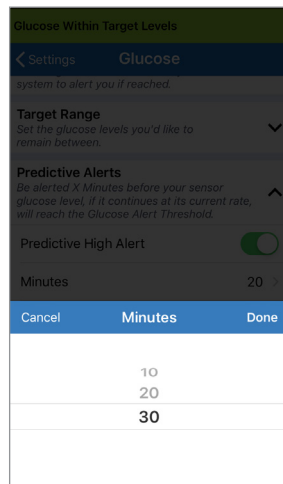 Glucose Within Target Levels
Settings
Glucose
system to alert you if reached.
Target Range
Set the glucose levels you'd like to
remain between.
Predictive Alerts
Be alerted X Minutes before your sensor
glucose level, if it continues at its current rate,
will reach the Glucose Alert Threshold.
Predictive High Alert
Minutes 20
Cancel Minutes Done
10
20
30